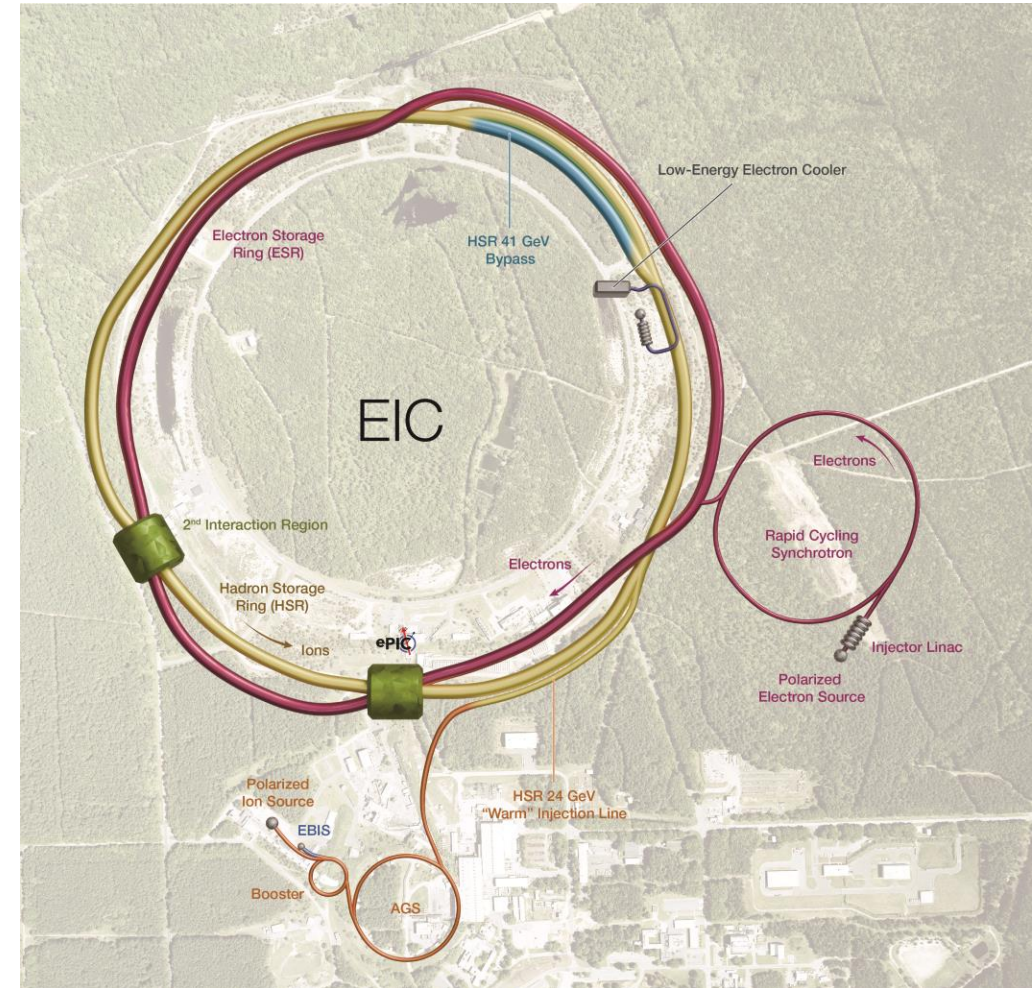 Low-Energy Electron Cooler
Electron Storage
Ring (ESR)
HSR 41 GeV
Bypass
EIC
Electrons
2nd Interaction Region
Rapid Cycling
Synchrotron
Electrons
Hadron Storage
Ring (HSR)
Ions
ePIC
Injector Linac
Polarized
Electron Source
Polarized
Ion Source
HSR 24 GeV
“Warm” Injection Line
EBIS
Booster
AGS